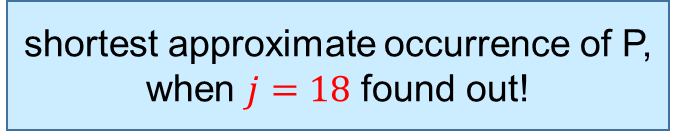 shortest approximate occurrence of P,
when j = 18 found out!